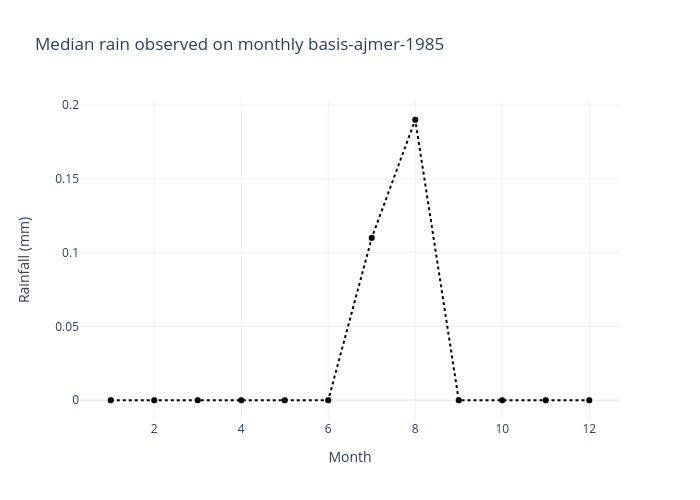 Median rain observed on monthly basis-ajmer-1985
0.2
0.15
0.1
0.05
0
Rainfall (mm)
2 4 6 8 10 12
Month